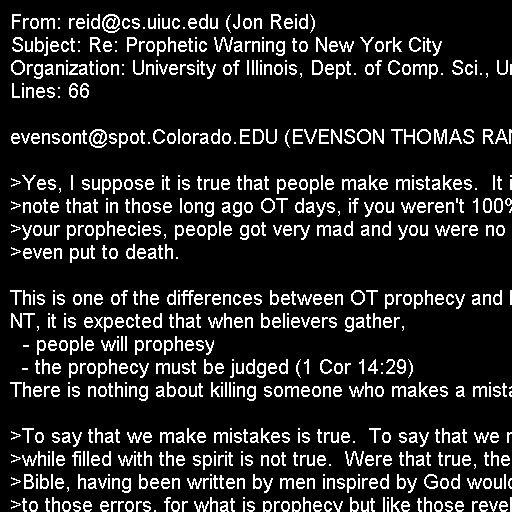 From: reid@cs.uiuc.edu (Jon Reid)
Subject: Re: Prophetic Warning to New York City
Organization: University of Illinois, Dept. of Comp. Sci.,
Lines: 66
evensont@spot.Colorado.EDU (EVENSON THOMAS
>Yes, I suppose it is true that people make mistakes.  It
>note that in those long ago OT days, if you weren't 100%
>your prophecies, people got very mad and you were no
>even put to death.
This is one of the differences between OT prophecy and
NT, it is expected that when believers gather,
  - people will prophesy
  - the prophecy must be judged (1 Cor 14:29)
There is nothing about killing someone who makes a
>To say that we make mistakes is true.  To say that we
>while filled with the spirit is not true.  Were that true,
>Bible, having been written by men inspired by God
>to those errors, for what is prophecy but like those